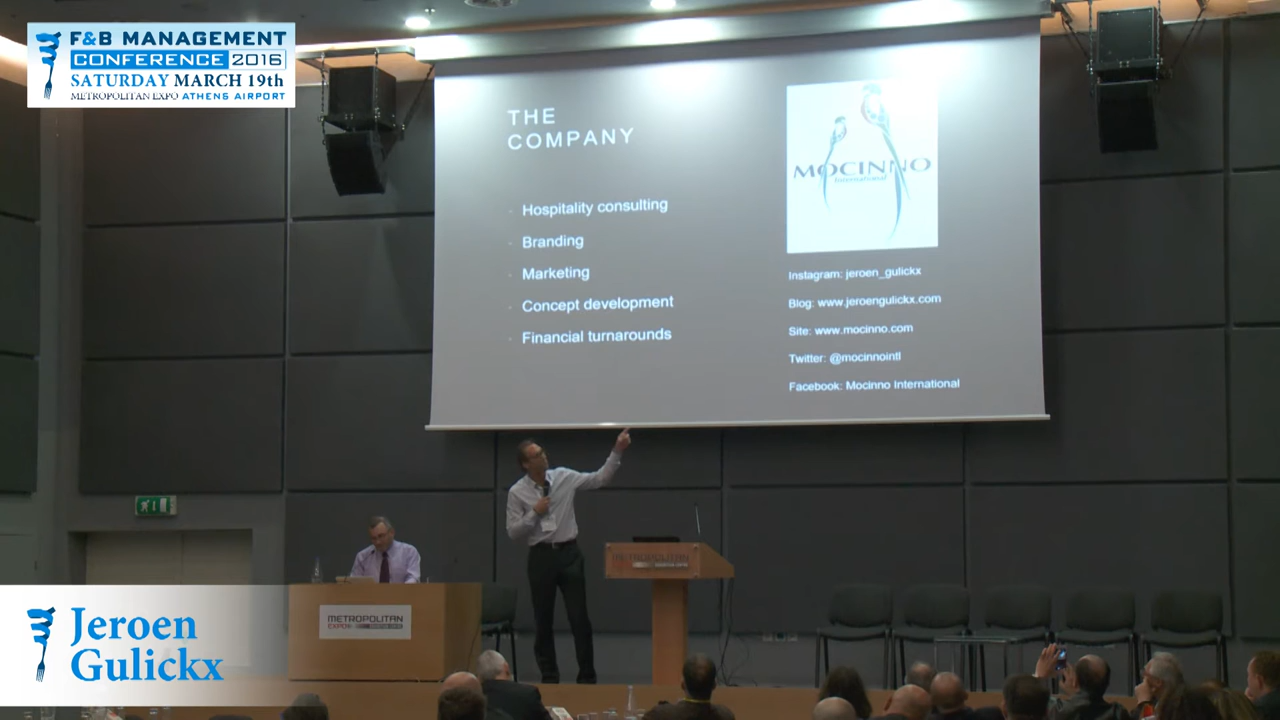 F&B MANAGEMENT
CONFERENCE 2016
SATURDAY MARCH 19th
METROPOLITAN EXPO ATHENS AIRPORT
THE
COMPANY
Hospitality consulting
Branding
Marketing
Concept development
Financial turnarounds
MOCINNO
International
Instagram: jeroen_gulickx
Blog: www.jeroengulickx.com
Site: www.mocinno.com
Twitter: @mocinnointl
Facebook: Mocinno International
METROPOLITAN
METROPOLITAN
EXPO
Jeroen
Gulickx